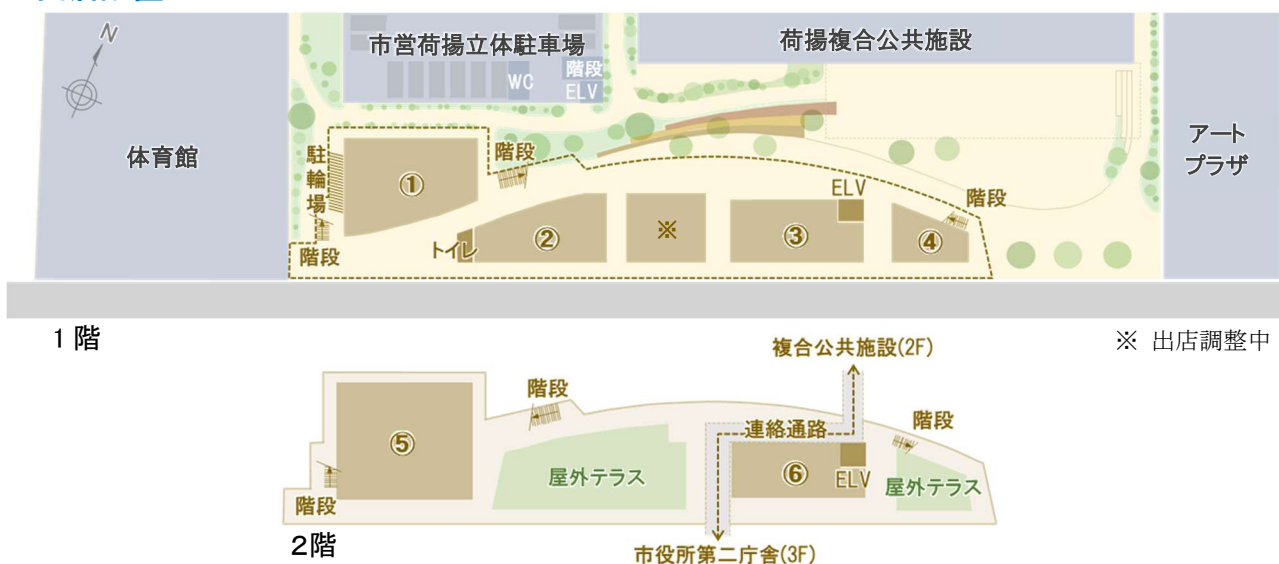 N
市営荷揚立体駐車場
荷揚複合公共施設
WC
階段
ELV
体育館
アート
プラザ
駐輪場
①
階段
ELV
階段
トイレ
②
※
③
④
階段
1階
※ 出店調整中
複合公共施設(2F)
階段
連絡通路
階段
⑤
屋外テラス
⑥
ELV
屋外テラス
階段
2階
市役所第二庁舎(3F)